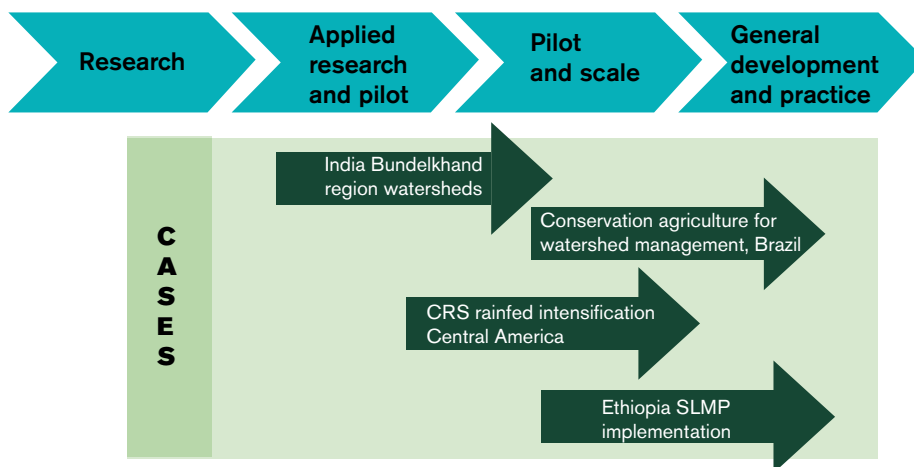 Research
Applied
research
and pilot
Pilot
and scale
General
development
and practice
CASES
India Bundelkhand
region watersheds
Conservation agriculture for
watershed management, Brazil
CRS rainfed intensification
Central America
Ethiopia SLMP
implementation